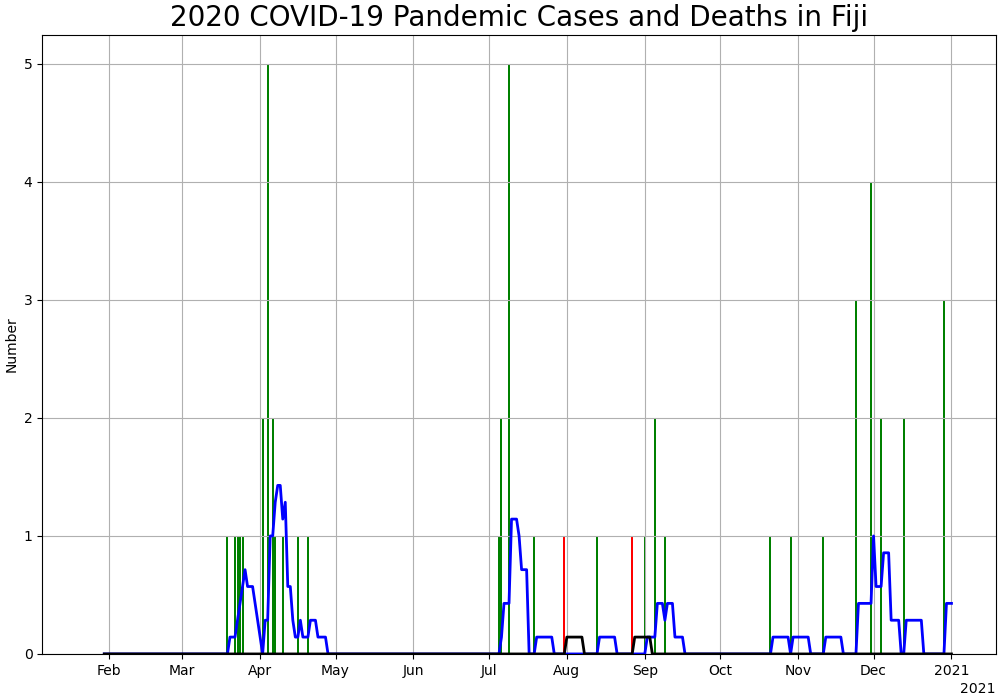 2020 COVID-19 Pandemic Cases and Deaths in Fiji
5
4
3
2
1
0
Number
Feb Mar Apr May Jun Jul Aug Sep Oct Nov Dec 2021
2021